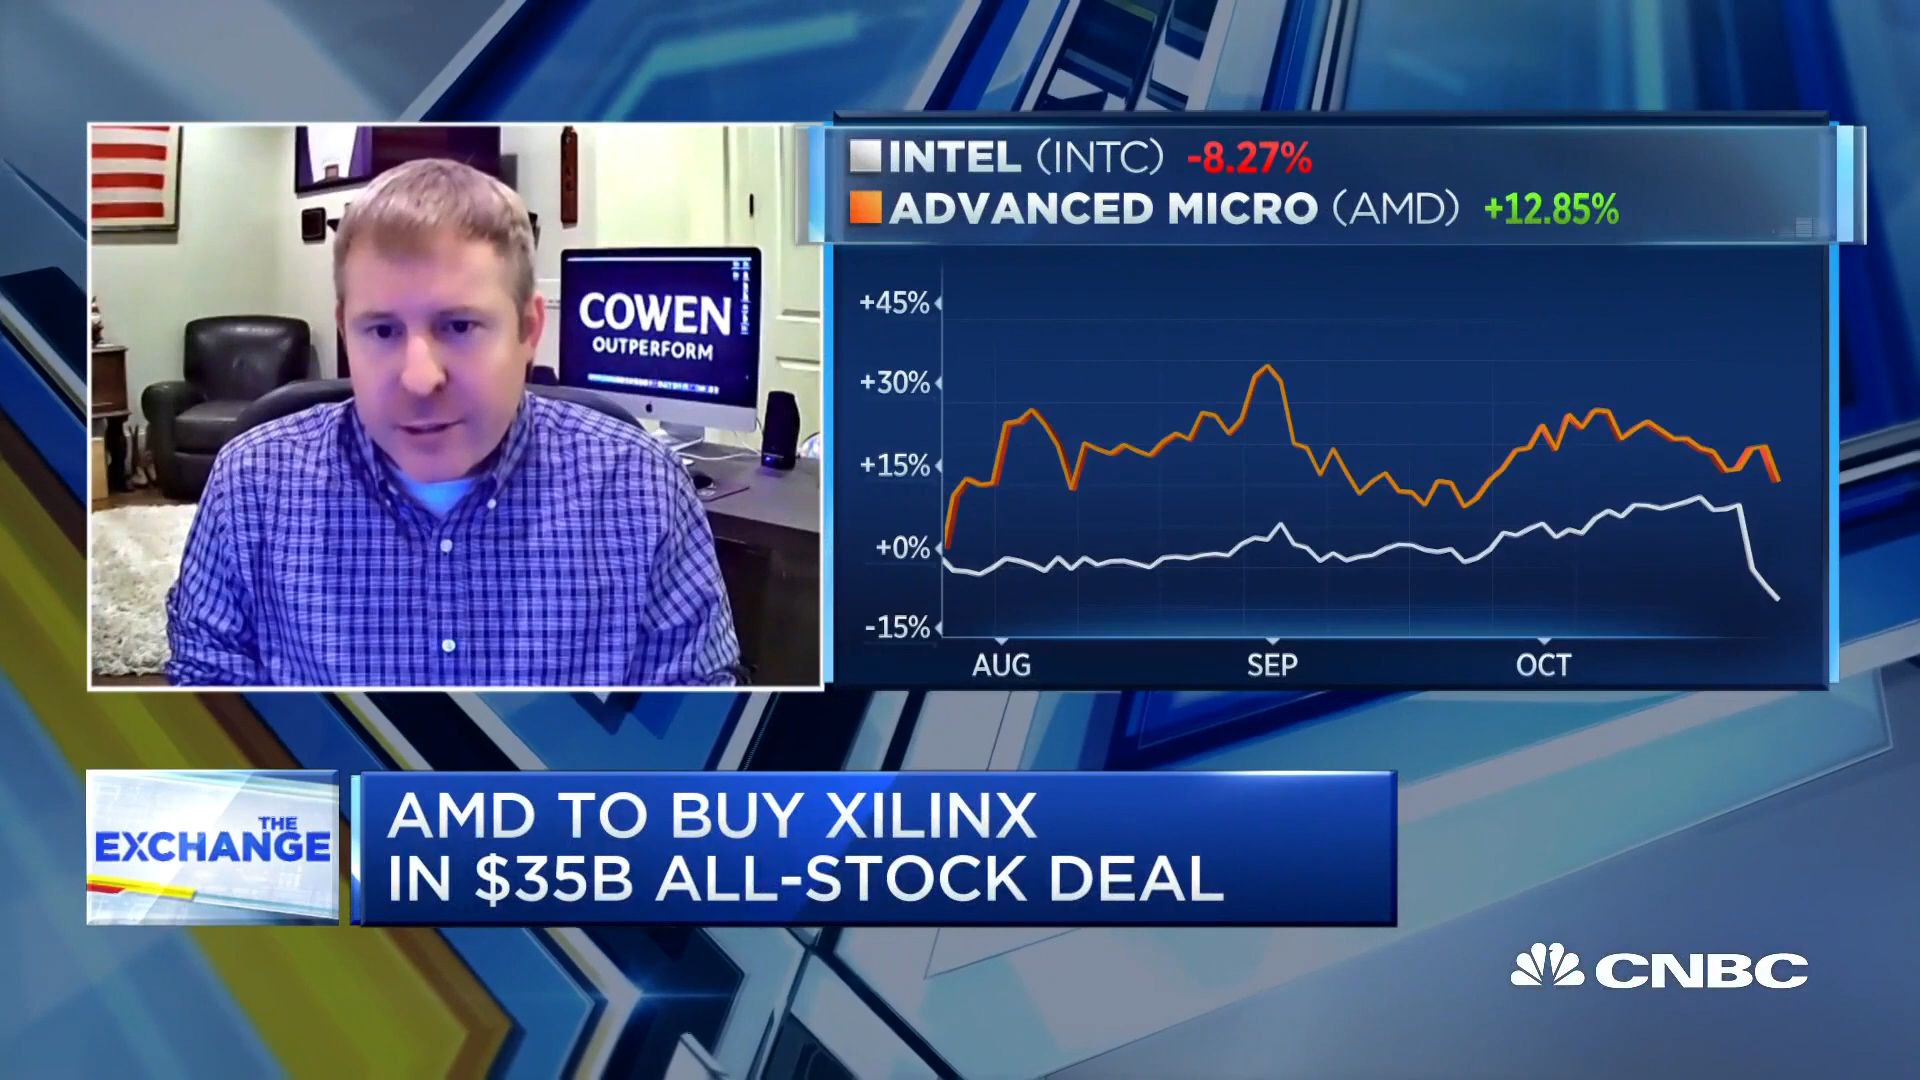 INTEL (INTC) -8.27%
ADVANCED MICRO (AMD) +12.85%
COWEN
OUTPERFORM
+45%
+30%
+15%
+0%
-15%
AUG SEP OCT
THE
EXCHANGE
AMD TO BUY XILINX
IN $35B ALL-STOCK DEAL
CNBC